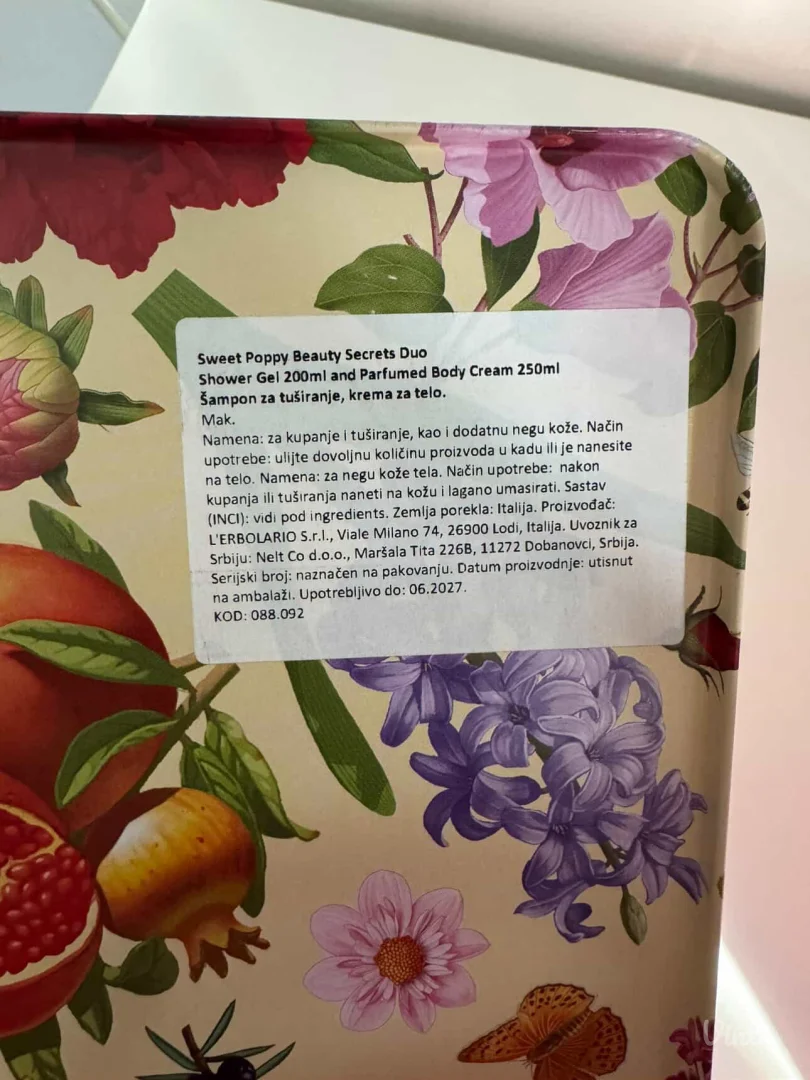 Sweet Poppy Beauty Secrets Duo
Shower Gel 200ml and Parfumed Body Cream 250ml
Šampon za tuširanje, krema za telo.
Mak.
Namena: za kupanje i tuširanje, kao i dodatnu negu kože. Način
upotrebe: ulijte dovoljnu količinu proizvoda u kadu ili je nanesite
na telo. Namena: za negu kože tela. Način upotrebe: nakon
kupanja ili tuširanja naneti na kožu i lagano umasirati. Sastav
(INCI): vidi pod ingredients. Zemlja porekla: Italija. Proizvođač:
L'ERBOLARIO S.r.l., Viale Milano 74, 26900 Lodi, Italija. Uvoznik za
Srbiju: Nelt Co d.o.o., Maršala Tita 226B, 11272 Dobanovci, Srbija.
Serijski broj: naznačen na pakovanju. Datum proizvodnje: utisnut
na ambalaži. Upotrebljivo do: 06.2027.
KOD: 088.092